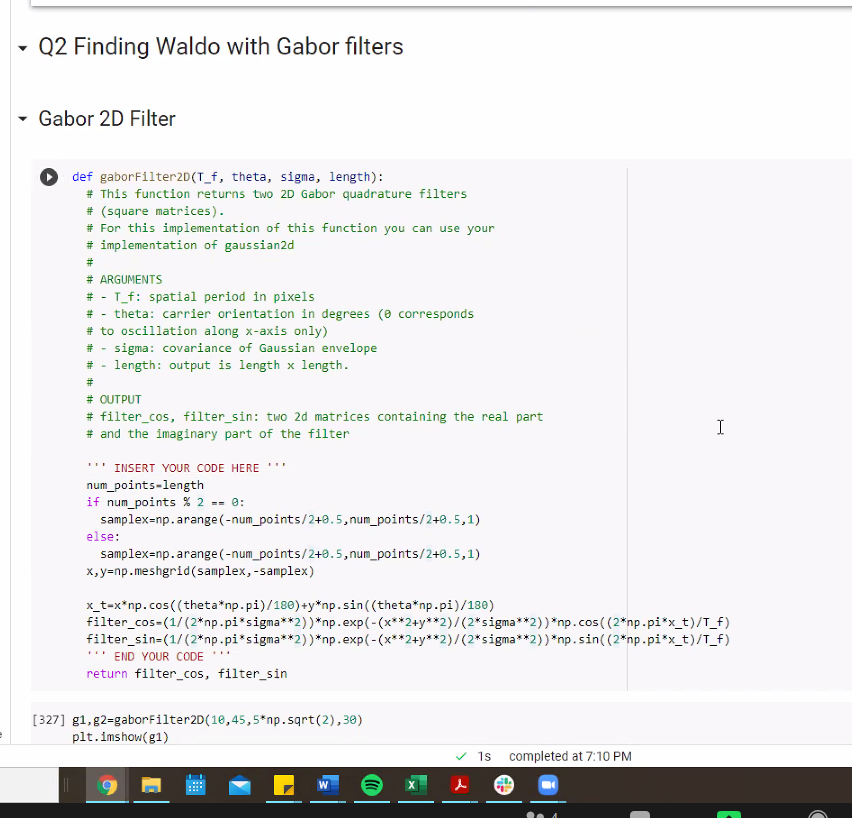 Q2 Finding Waldo with Gabor filters
Gabor 2D Filter
def gaborFilter2D(T_f, theta, sigma, length):
# This function returns two 2D Gabor quadrature filters
# (square matrices).
# For this implementation of this function you can use your
# implementation of gaussian2d
#
# ARGUMENTS
# - T_f: spatial period in pixels
# - theta: carrier orientation in degrees (0 corresponds
# to oscillation along x-axis only)
# - sigma: covariance of Gaussian envelope
# - length: output is length x length.
#
# OUTPUT
# filter_cos, filter_sin: two 2d matrices containing the real part
# and the imaginary part of the filter
''' INSERT YOUR CODE HERE '''
num_points=length
if num_points % 2 == 0:
samplex=np.arange(-num_points/2+0.5,num_points/2+0.5,1)
else:
samplex=np.arange(-num_points/2+0.5,num_points/2+0.5,1)
x,y=np.meshgrid(samplex,-samplex)
x_t=x*np.cos((theta*np.pi)/180)+y*np.sin((theta*np.pi)/180)
filter_cos=(1/(2*np.pi*sigma**2))*np.exp(-(x**2+y**2)/(2*sigma**2))*np.cos((2*np.pi*x_t)/T_f)
filter_sin=(1/(2*np.pi*sigma**2))*np.exp(-(x**2+y**2)/(2*sigma**2))*np.sin((2*np.pi*x_t)/T_f)
''' END YOUR CODE '''
return filter_cos, filter_sin
[327] g1,g2=gaborFilter2D(10,45,5*np.sqrt(2),30)
plt.imshow(g1)
1s completed at 7:10 PM